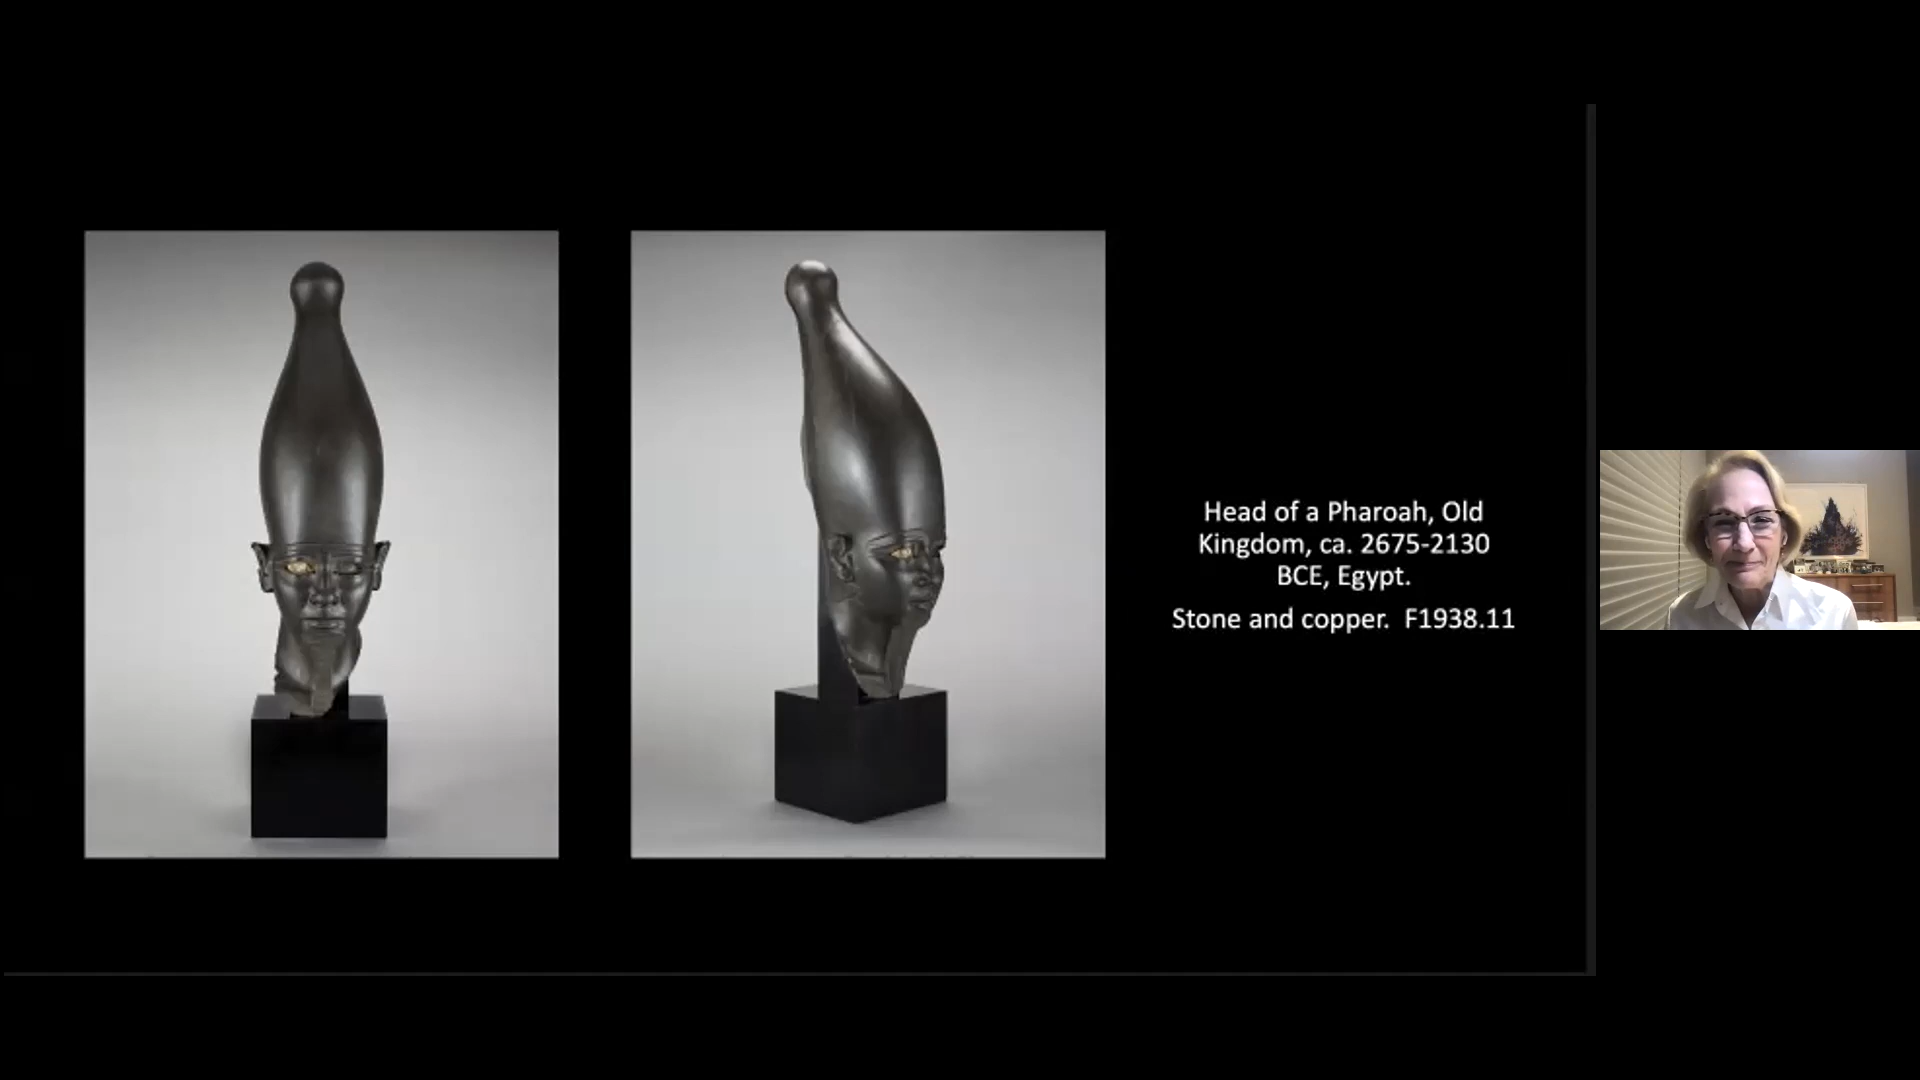 Head of a Pharoah, Old
Kingdom, ca. 2675-2130
BCE, Egypt.
Stone and copper.  F1938.11